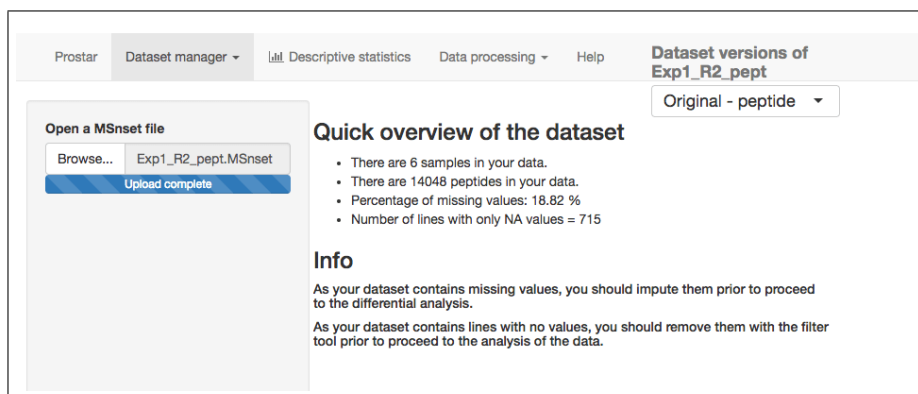 Prostar Dataset manager Descriptive statistics Data processing Help
Dataset versions of
Exp1_R2_pept
Original - peptide
Open a MSnset file
Browse... Exp1_R2_pept.MSnset
Upload complete
Quick overview of the dataset
There are 6 samples in your data.
There are 14048 peptides in your data.
Percentage of missing values: 18.82 %
Number of lines with only NA values = 715
Info
As your dataset contains missing values, you should impute them prior to proceed
to the differential analysis.
As your dataset contains lines with no values, you should remove them with the filter
tool prior to proceed to the analysis of the data.